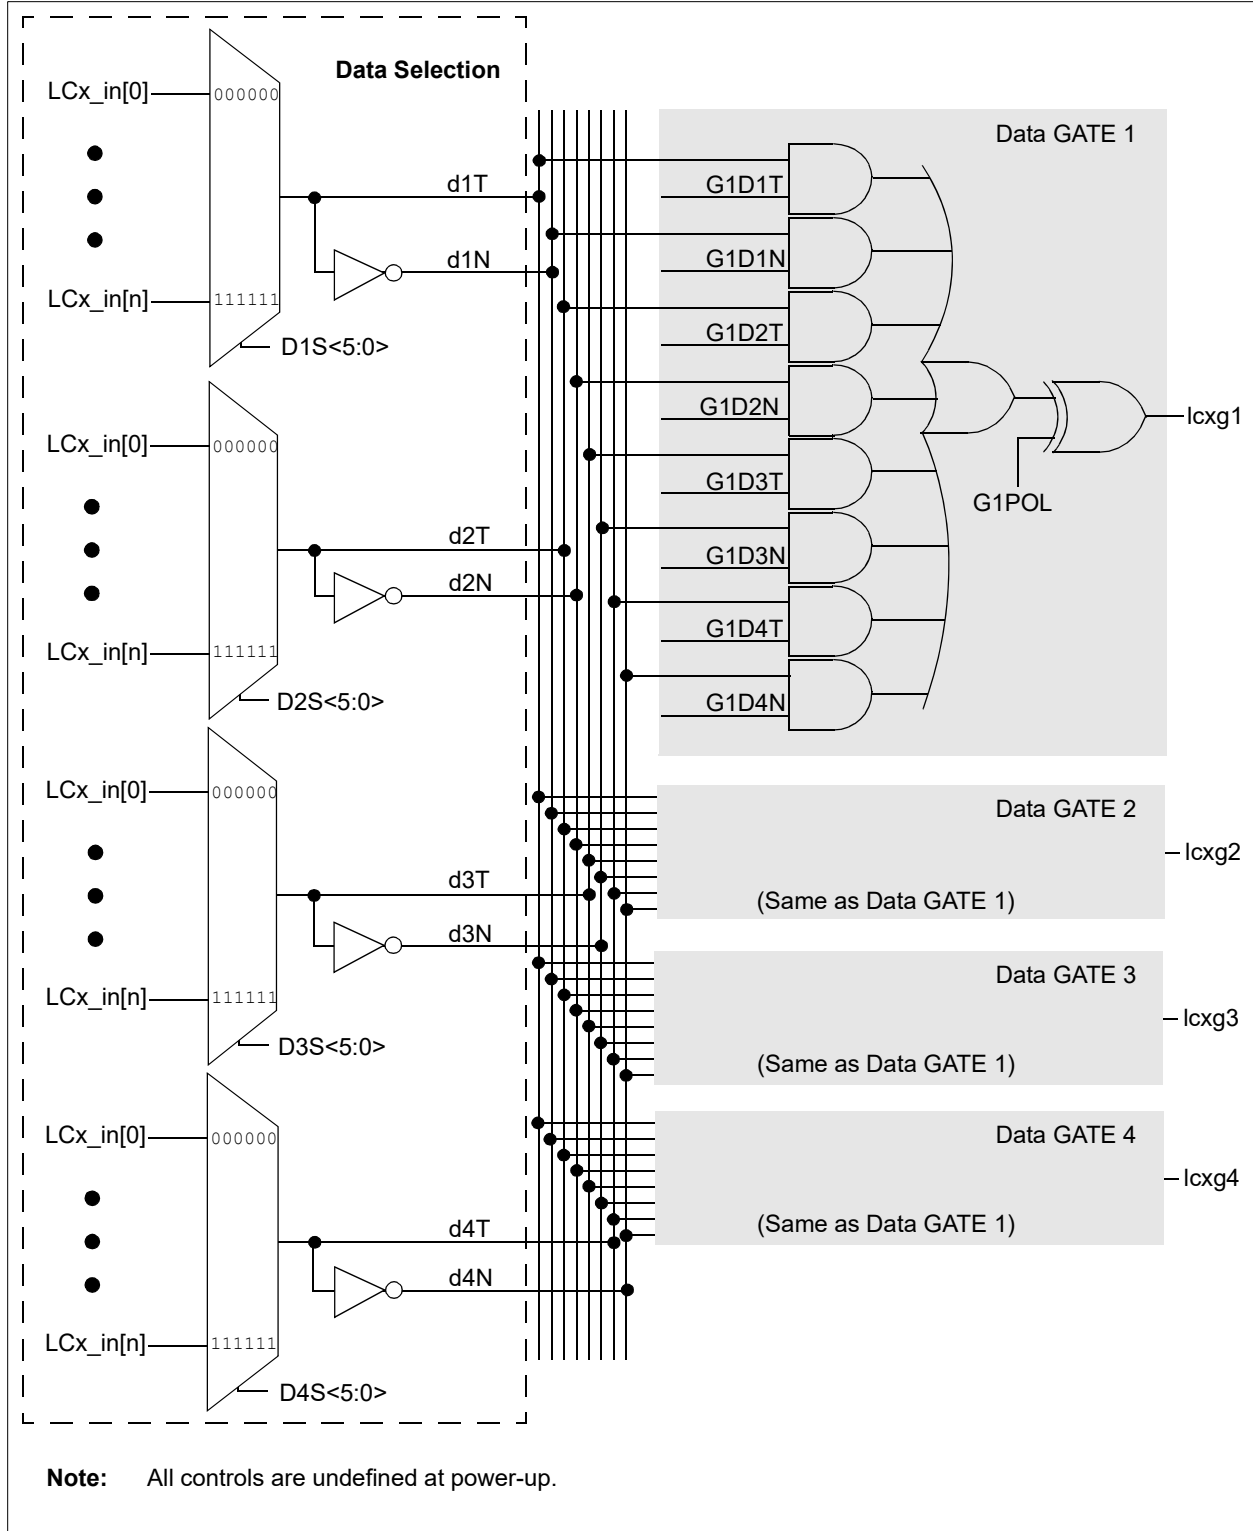 Data Selection
LCx_in[0]
000000
d1T
d1N
LCx_in[n]
111111
D1S<5:0>
LCx_in[0]
000000
d2T
d2N
LCx_in[n]
111111
D2S<5:0>
LCx_in[0]
000000
d3T
d3N
LCx_in[n]
111111
D3S<5:0>
LCx_in[0]
000000
d4T
d4N
LCx_in[n]
111111
D4S<5:0>
Data GATE 1
G1D1T
G1D1N
G1D2T
G1D2N
G1D3T
G1D3N
G1D4T
G1D4N
G1POL
lcxg1
Data GATE 2
(Same as Data GATE 1)
lcxg2
Data GATE 3
(Same as Data GATE 1)
lcxg3
Data GATE 4
(Same as Data GATE 1)
lcxg4
Note: All controls are undefined at power-up.